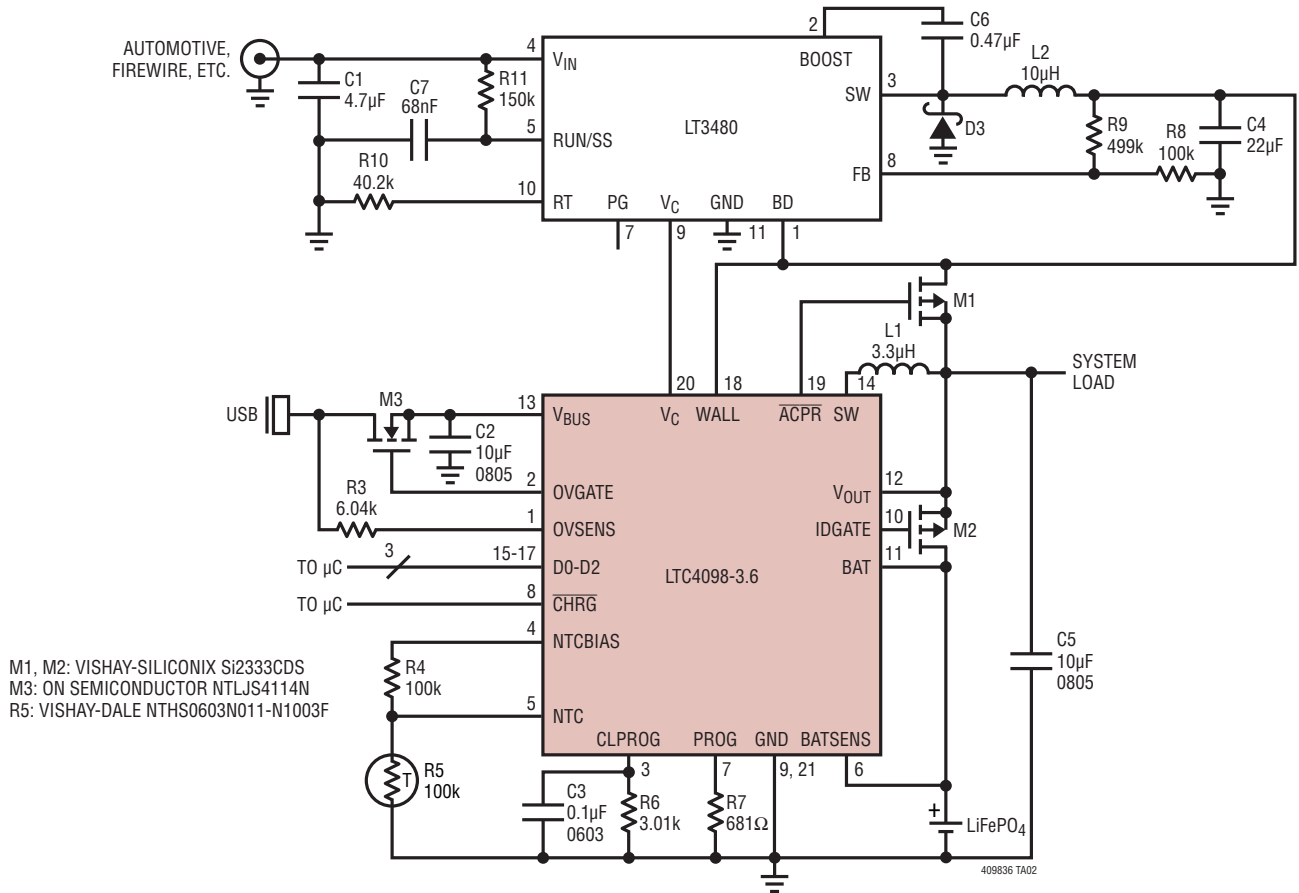 AUTOMOTIVE,
FIREWIRE, ETC.
C1
4.7µF
C7
68nF
R11
150k
R10
40.2k
4
VIN
5
RUN/SS
10
RT
PG
7
VC
9
GND
11
BD
1
LT3480
2
BOOST
3
SW
8
FB
C6
0.47µF
D3
L2
10µH
R9
499k
R8
100k
C4
22µF
M1
L1
3.3µH
SYSTEM
LOAD
USB
M3
C2
10µF
0805
R3
6.04k
TO µC
3
TO µC
13
VBUS
2
OVGATE
1
OVSENS
15-17
D0-D2
8
CHRG
4
NTCBIAS
5
NTC
20
VC
18
WALL
19
ACPR
14
SW
12
VOUT
10
IDGATE
11
BAT
LTC4098-3.6
M2
C5
10µF
0805
M1, M2: VISHAY-SILICONIX Si2333CDS
M3: ON SEMICONDUCTOR NTLJS4114N
R5: VISHAY-DALE NTHS0603N011-N1003F
R4
100k
T
R5
100k
CLPROG
3
PROG
7
GND
9, 21
BATSENS
6
C3
0.1µF
0603
R6
3.01k
R7
681Ω
+
LiFePO4
409836 TA02